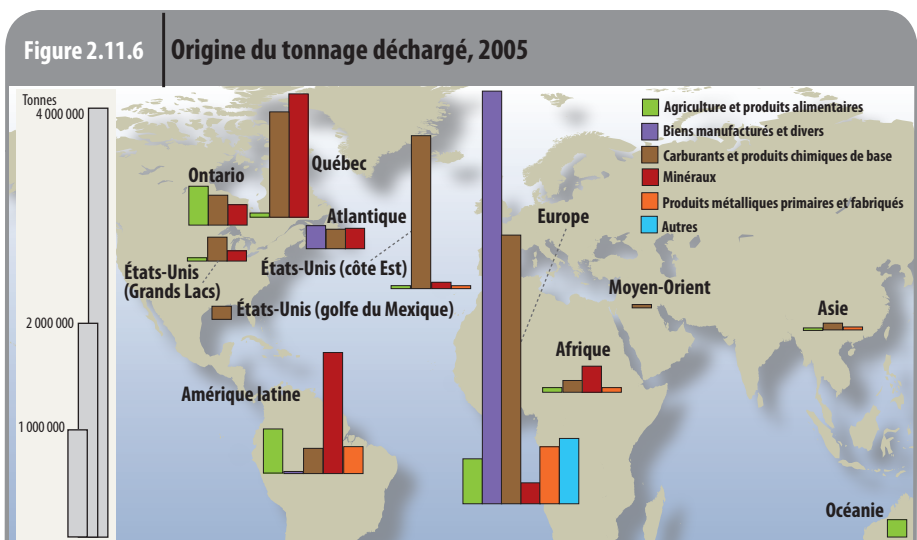 Figure 2.11.6
Origine du tonnage déchargé, 2005
Tonnes
4 000 000
2 000 000
1 000 000
Agriculture et produits alimentaires
Biens manufacturés et divers
Carburants et produits chimiques de base
Minéraux
Produits métalliques primaires et fabriqués
Autres
Québec
Ontario
Atlantique
Europe
États-Unis
(Grands Lacs)
États-Unis (côte Est)
Moyen-Orient
États-Unis (golfe du Mexique)
Asie
Afrique
Amérique latine
Océanie